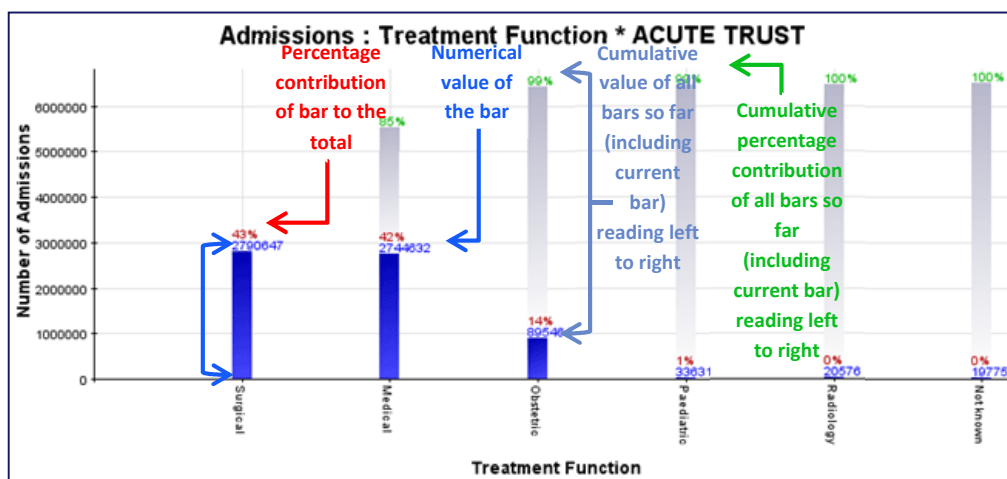 Admissions : Treatment Function * ACUTE TRUST
Percentage
contribution
of bar to the
total
Numerical
value of
the bar
Cumulative
value of all
bars so far
(including
current
bar)
reading left
to right
Cumulative
percentage
contribution
of all bars so
far
(including
current bar)
reading left
to right
Number of Admissions
6000000
5000000
4000000
3000000
2000000
1000000
0
43%
2790647
85%
42%
2744632
99%
14%
1%
33631
100%
0%
20576
100%
0%
19775
Surgical
Medical
Obstetric
Paediatric
Radiology
Not known
Treatment Function